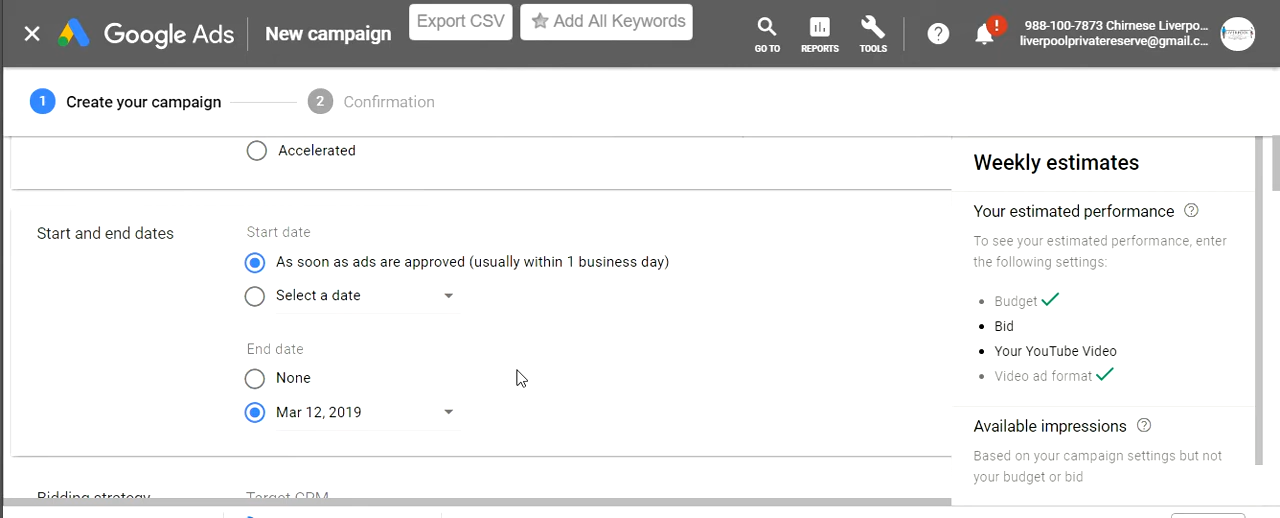 Google Ads
New campaign
Export CSV
Add All Keywords
GO TO
REPORTS
TOOLS
988-100-7873 Chirnese Liverpo...
liverpoolprivatereserve@gmail.c...
1 Create your campaign
2 Confirmation
Accelerated
Start and end dates
Start date
As soon as ads are approved (usually within 1 business day)
Select a date
End date
None
Mar 12, 2019
Bidding strategy
Target CPM
Weekly estimates
Your estimated performance
To see your estimated performance, enter
the following settings:
Budget
Bid
Your YouTube Video
Video ad format
Available impressions
Based on your campaign settings but not
your budget or bid